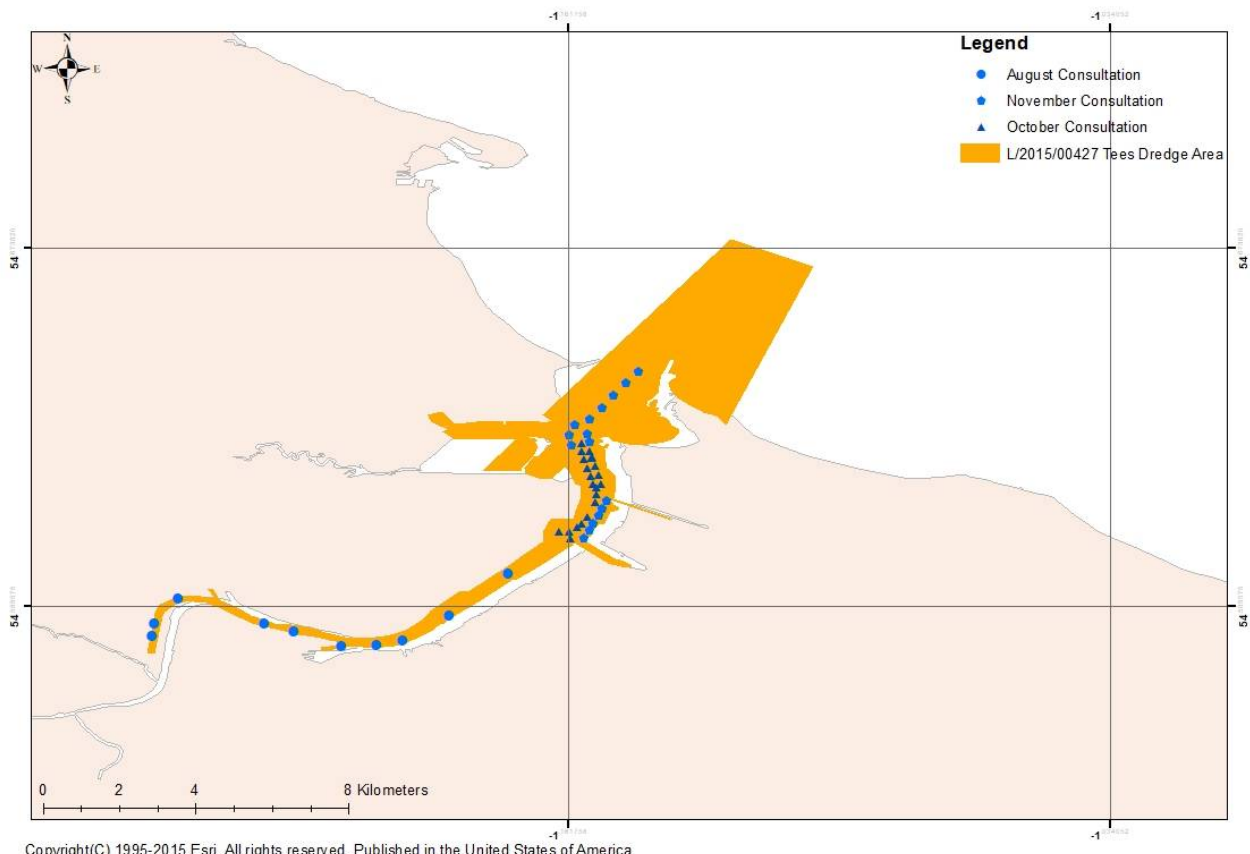 -1
-1
N
W
E
S
Legend
August Consultation
November Consultation
October Consultation
L/2015/00427 Tees Dredge Area
54
54
54
54
0 2 4 8 Kilometers
-1
-1
Copyright(C) 1995-2015 Esri. All rights reserved. Published in the United States of America.